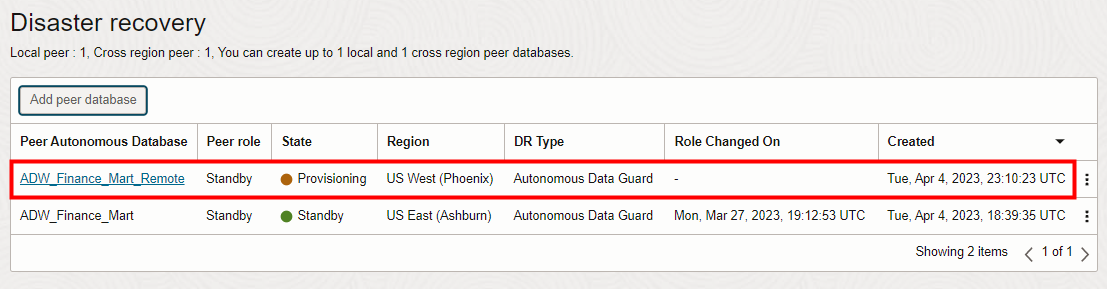 Disaster recovery
Local peer : 1, Cross region peer : 1, You can create up to 1 local and 1 cross region peer databases.
Add peer database
Peer Autonomous Database Peer role State Region DR Type Role Changed On Created
ADW_Finance_Mart_Remote Standby Provisioning US West (Phoenix) Autonomous Data Guard - Tue, Apr 4, 2023, 23:10:23 UTC
ADW_Finance_Mart Standby Standby US East (Ashburn) Autonomous Data Guard Mon, Mar 27, 2023, 19:12:53 UTC Tue, Apr 4, 2023, 18:39:35 UTC
Showing 2 items 1 of 1